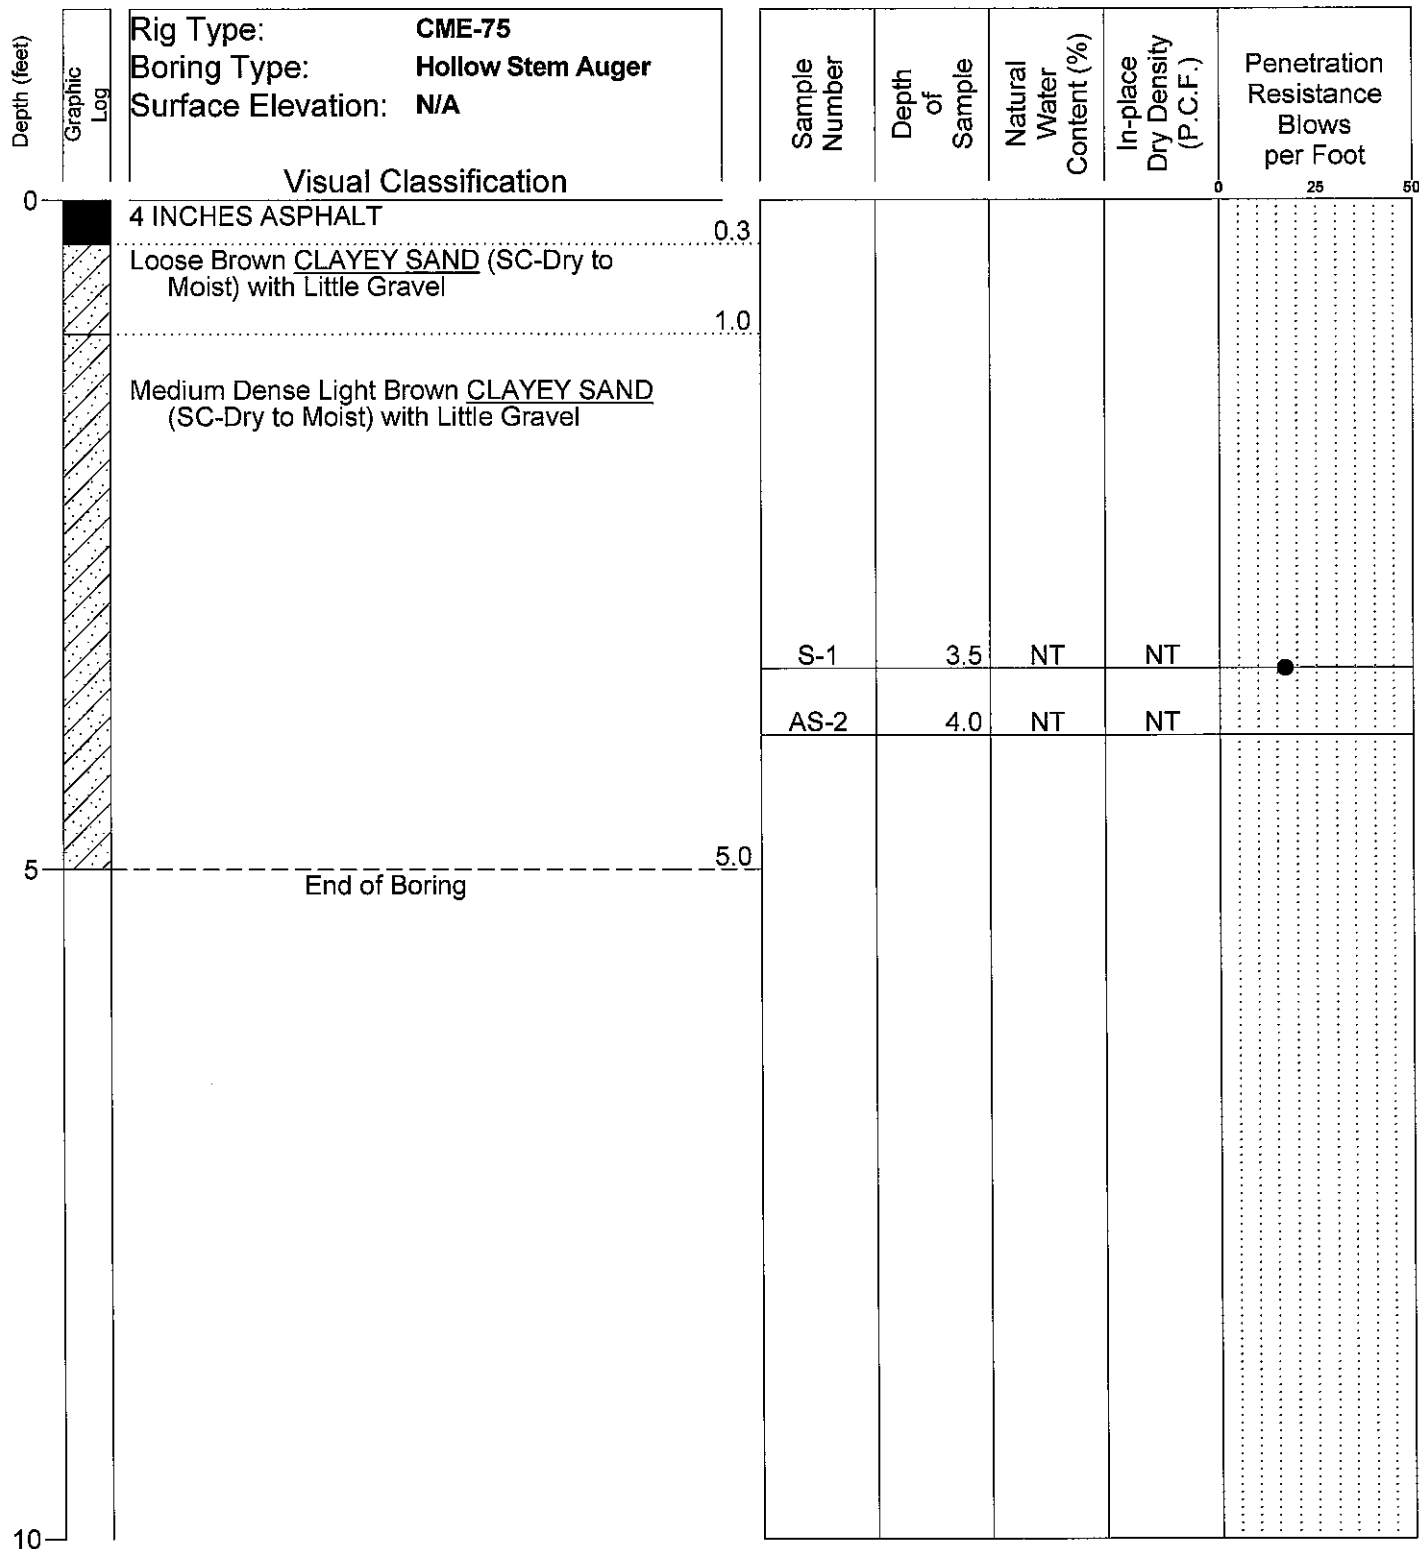 Depth (feet)
Graphic
Log
Rig Type: CME-75
Boring Type: Hollow Stem Auger
Surface Elevation: N/A
Visual Classification
Sample
Number
Depth
of
Sample
Natural
Water
Content (%)
In-place
Dry Density
(P.C.F.)
Penetration
Resistance
Blows
per Foot
0 25 50
0
4 INCHES ASPHALT
0.3
Loose Brown CLAYEY SAND (SC-Dry to
Moist) with Little Gravel
1.0
Medium Dense Light Brown CLAYEY SAND
(SC-Dry to Moist) with Little Gravel
S-1 3.5 NT NT
AS-2 4.0 NT NT
5
5.0
End of Boring
10